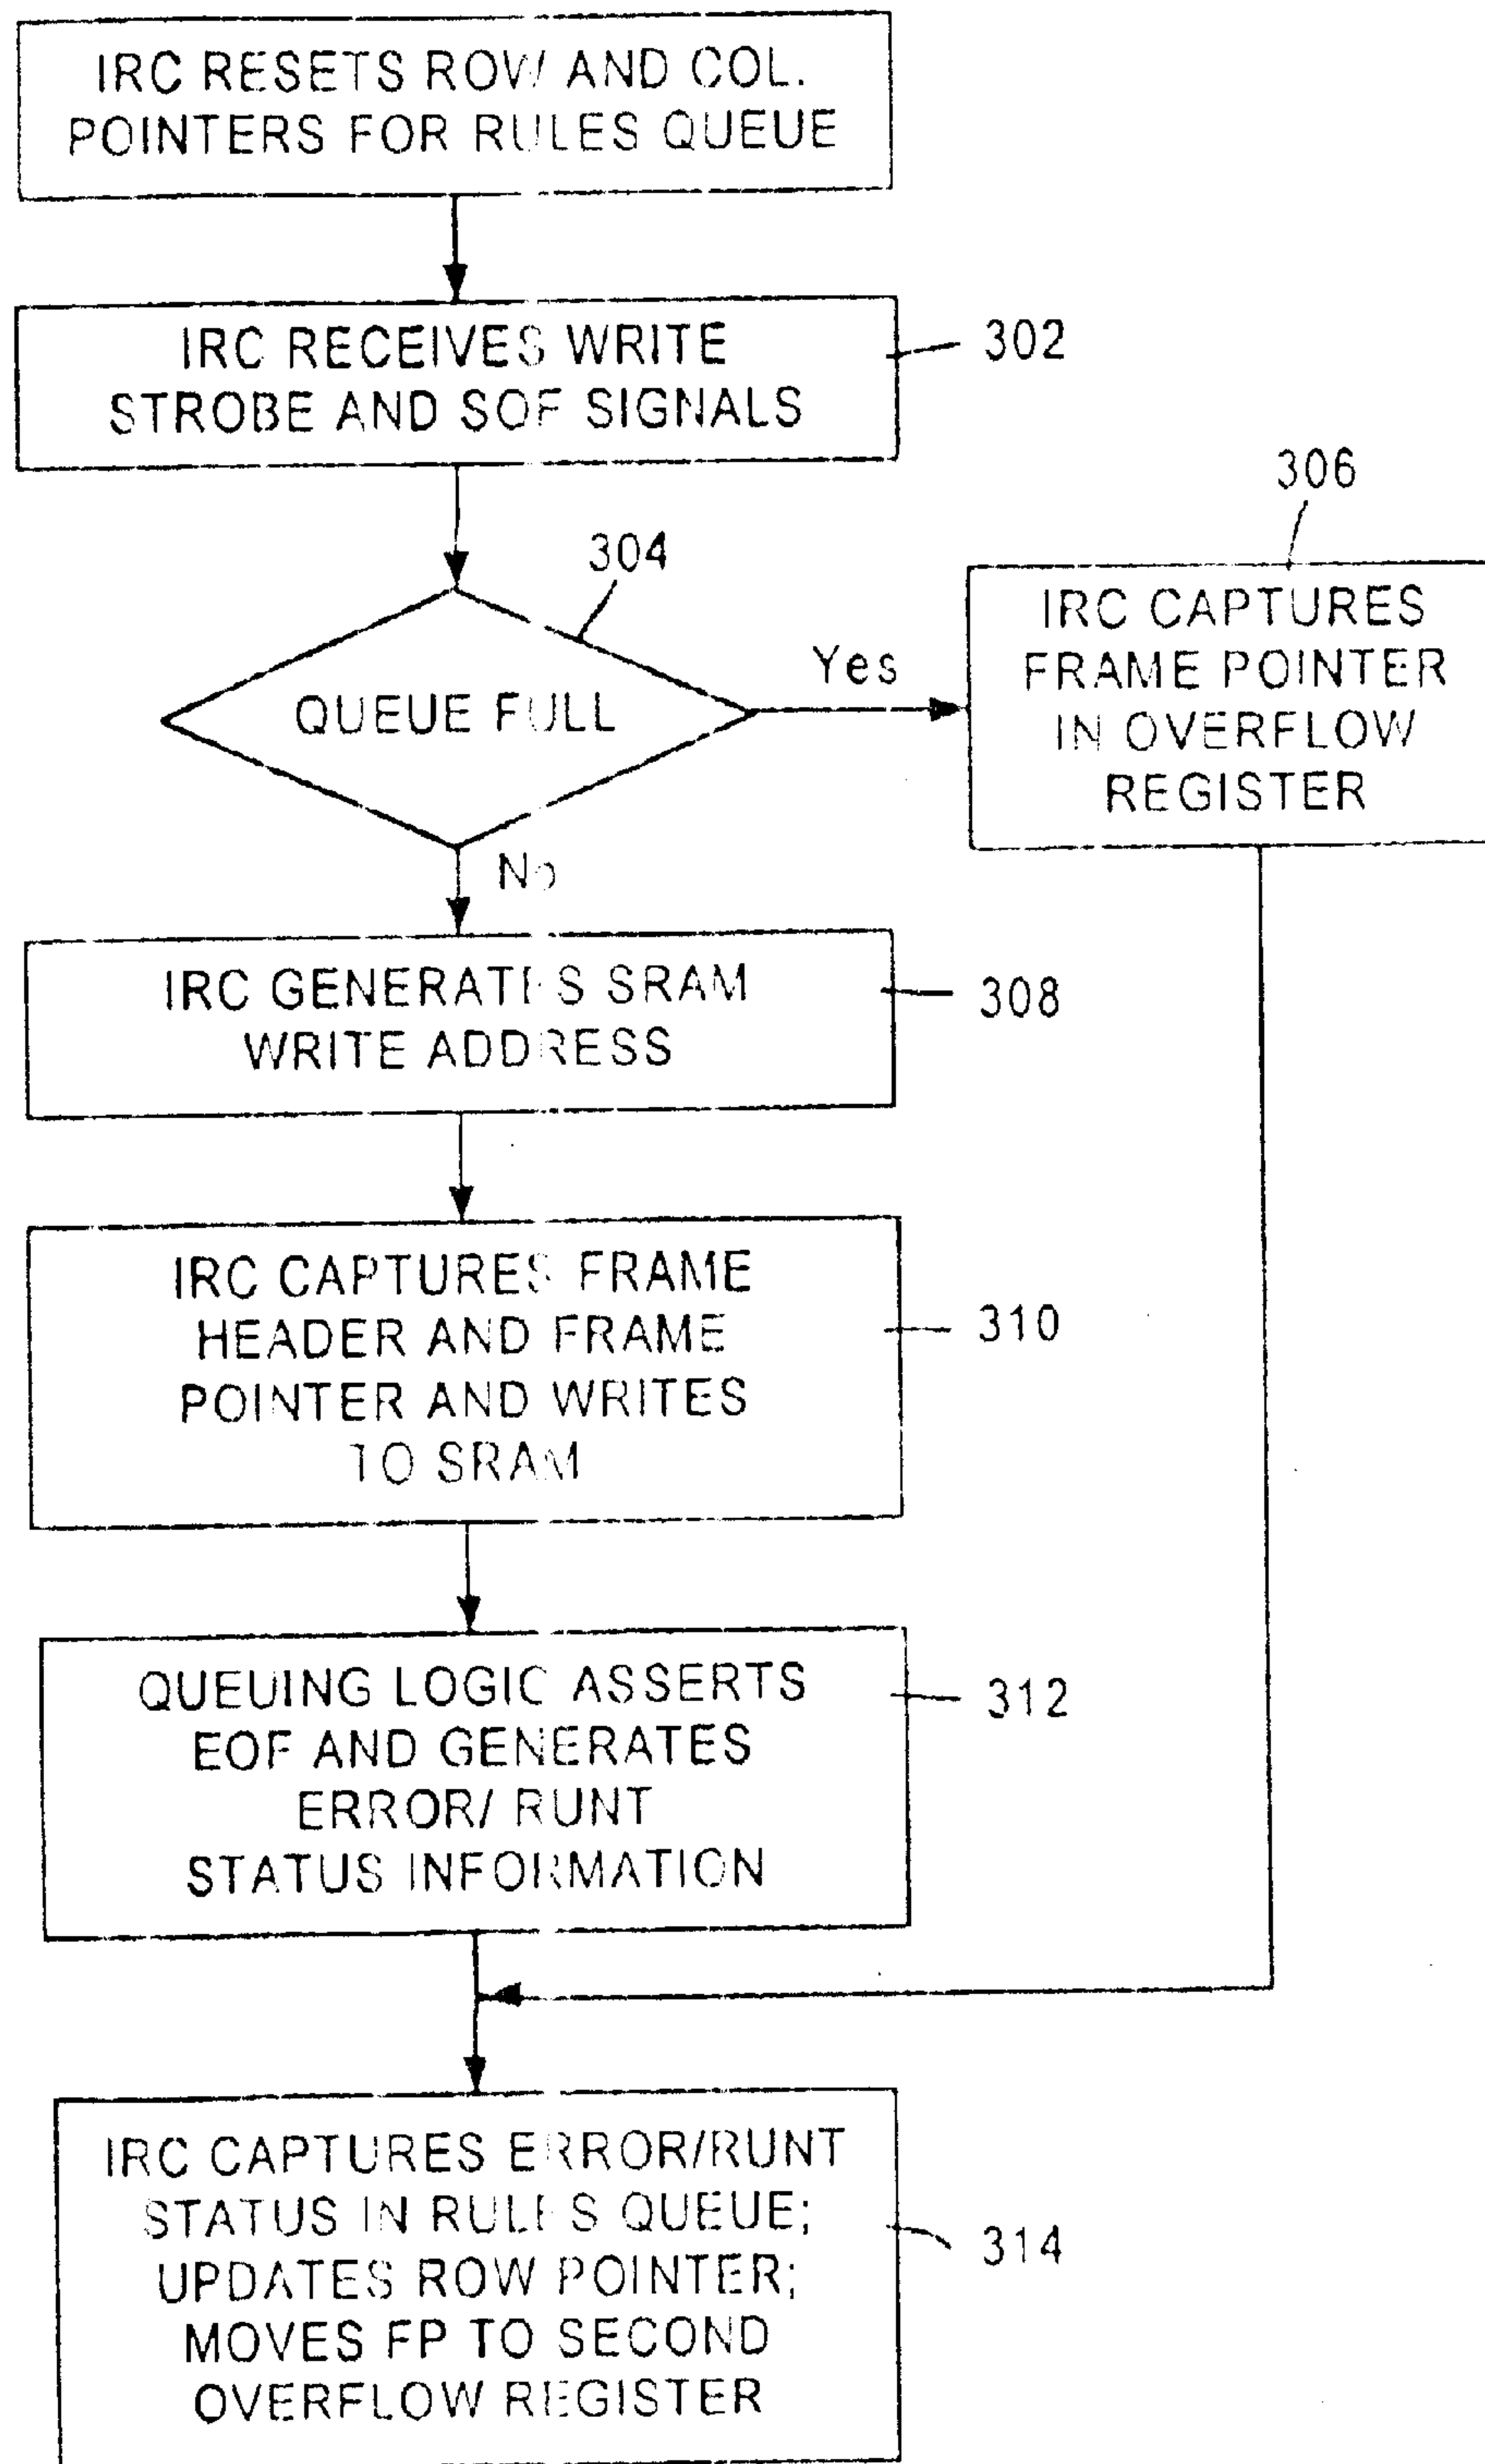 IRC RESETS ROW AND COL.
POINTERS FOR RULES QUEUE
IRC RECEIVES WRITE
STROBE AND SOF SIGNALS
302
304
QUEUE FULL
Yes
306
IRC CAPTURES
FRAME POINTER
IN OVERFLOW
REGISTER
No
IRC GENERATES SRAM
WRITE ADDRESS
308
IRC CAPTURES FRAME
HEADER AND FRAME
POINTER AND WRITES
TO SRAM
310
QUEUING LOGIC ASSERTS
EOF AND GENERATES
ERROR/ RUNT
STATUS INFORMATION
312
IRC CAPTURES ERROR/RUNT
STATUS IN RULES QUEUE;
UPDATES ROW POINTER;
MOVES FP TO SECOND
OVERFLOW REGISTER
314